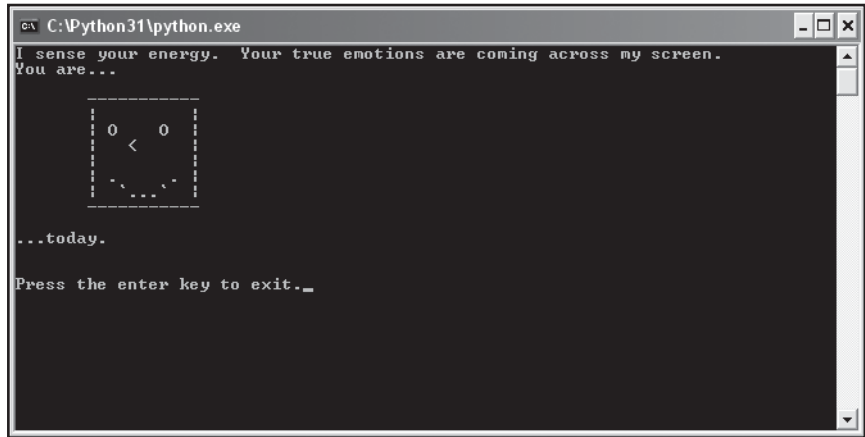 C:\Python31\python.exe
I sense your energy.  Your true emotions are coming across my screen.
You are...
-----------
|         |
| O    O  |
|   <     |
|         |
| -.   .- |
|  `...`  |
-----------
...today.
Press the enter key to exit._